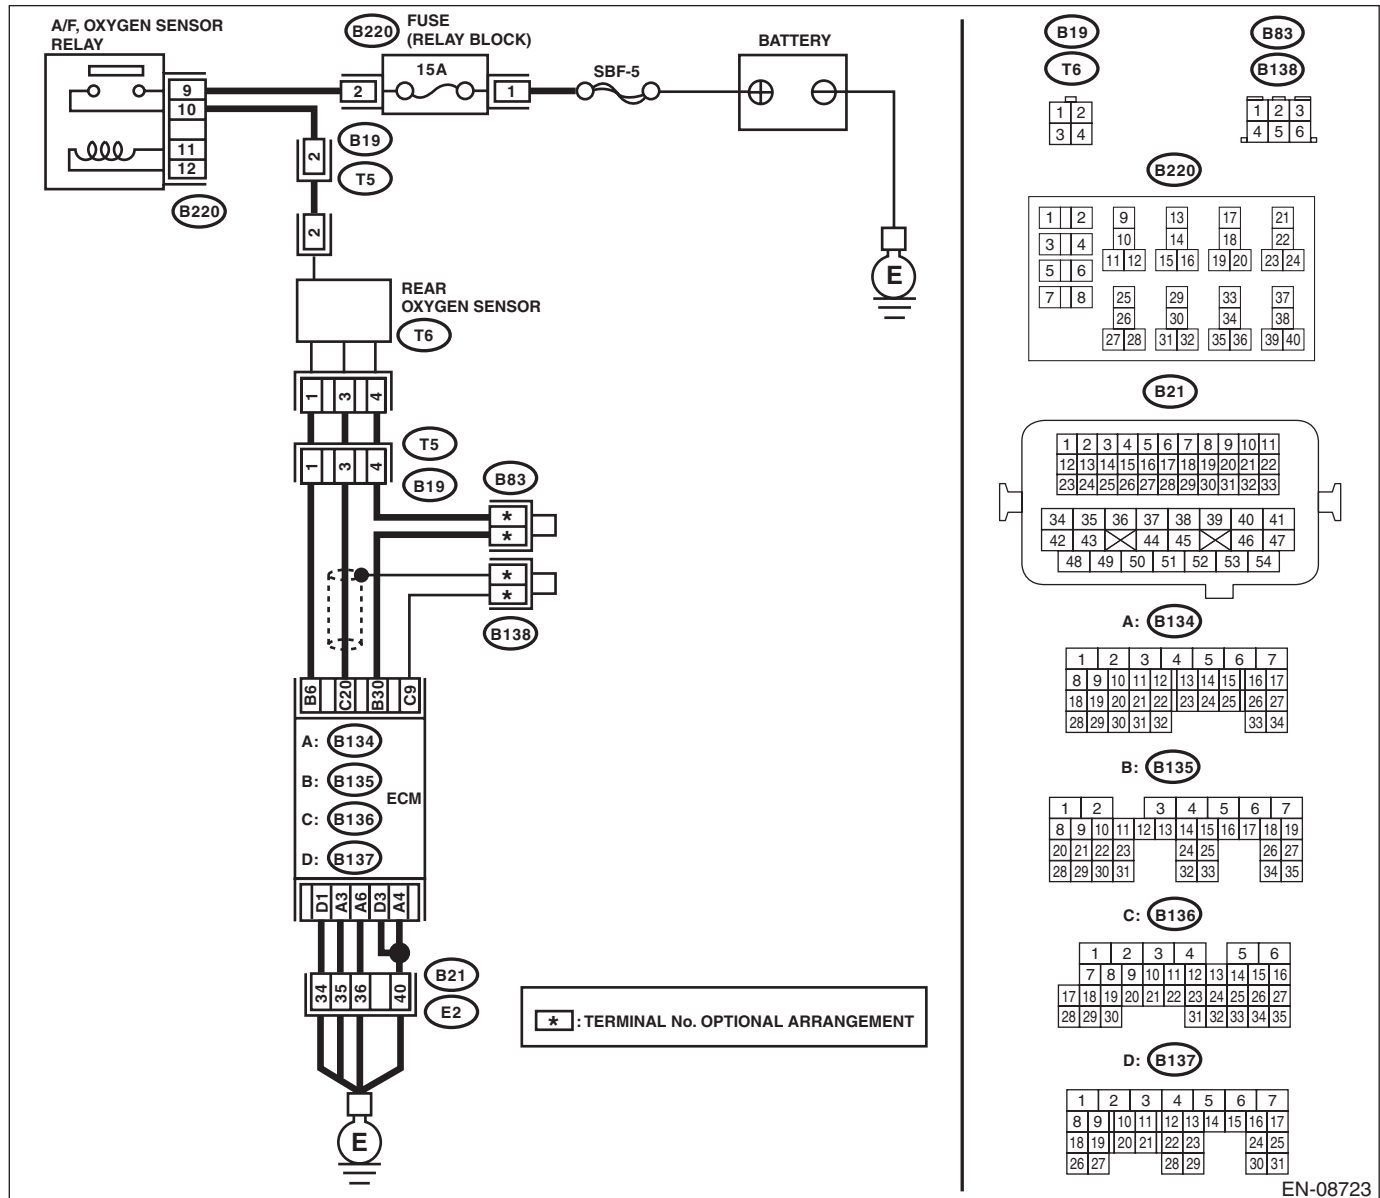 A/F, OXYGEN SENSOR
RELAY
9
10
11
12
B220
B220
FUSE
(RELAY BLOCK)
2
15A
1
SBF-5
BATTERY
E
2
B19
T5
2
REAR
OXYGEN SENSOR
T6
1 3 4
1 3 4
T5
B19
B83
*
*
*
*
B138
B6 C20 B30 C9
A: B134
B: B135
ECM
C: B136
D: B137
D1 A3 A6 D3 A4
34 35 36 40
B21
E2
E
* : TERMINAL No. OPTIONAL ARRANGEMENT
B19
T6
1 2
3 4
B83
B138
1 2 3
4 5 6
B220
1 2 9 13 17 21
3 4 10 14 18 22
5 6 11 12 15 16 19 20 23 24
7 8 25 29 33 37
26 30 34 38
27 28 31 32 35 36 39 40
B21
1 2 3 4 5 6 7 8 9 10 11
12 13 14 15 16 17 18 19 20 21 22
23 24 25 26 27 28 29 30 31 32 33
34 35 36 37 38 39 40 41
42 43 44 45 46 47
48 49 50 51 52 53 54
A: B134
1 2 3 4 5 6 7
8 9 10 11 12 13 14 15 16 17
18 19 20 21 22 23 24 25 26 27
28 29 30 31 32 33 34
B: B135
1 2 3 4 5 6 7
8 9 10 11 12 13 14 15 16 17 18 19
20 21 22 23 24 25 26 27
28 29 30 31 32 33 34 35
C: B136
1 2 3 4 5 6
7 8 9 10 11 12 13 14 15 16
17 18 19 20 21 22 23 24 25 26 27
28 29 30 31 32 33 34 35
D: B137
1 2 3 4 5 6 7
8 9 10 11 12 13 14 15 16 17
18 19 20 21 22 23 24 25
26 27 28 29 30 31
EN-08723